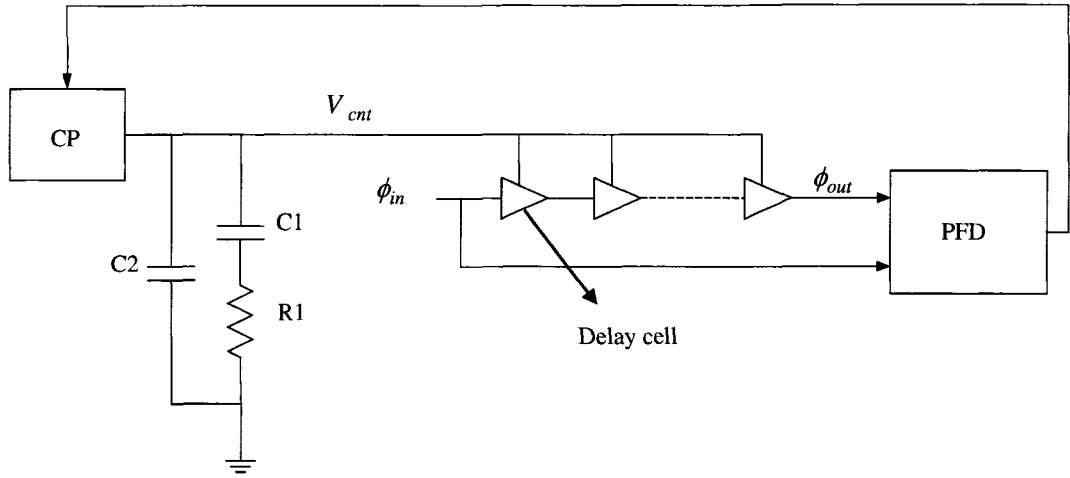 CP
V cnt
ϕin
ϕout
PFD
C1
C2
R1
Delay cell